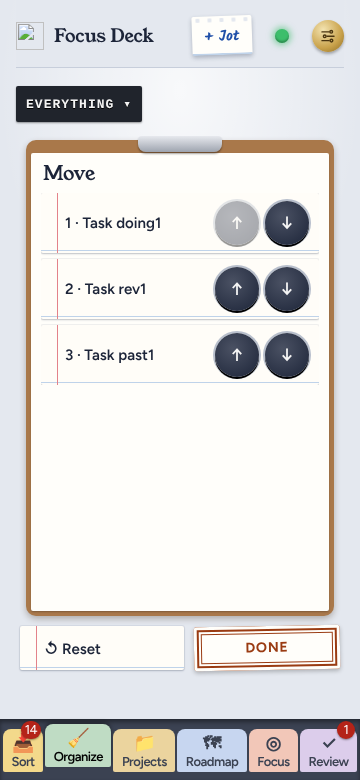 Focus Deck
+ Jot
EVERYTHING ▾
Move
1 · Task doing1
↑ ↓
2 · Task rev1
↑ ↓
3 · Task past1
↑ ↓
↺ Reset
DONE
14
1
Sort
Organize
Projects
Roadmap
Focus
Review